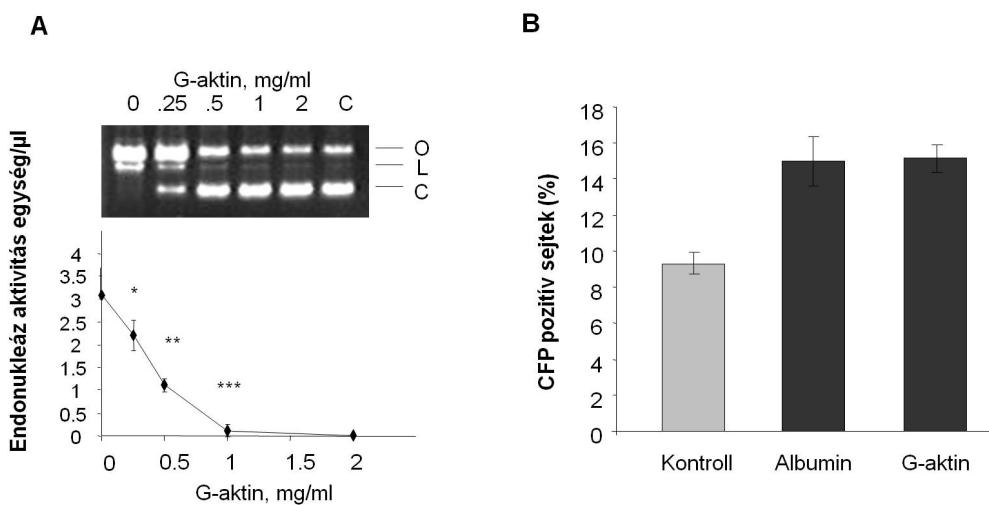 A
G-aktin, mg/ml
0 .25 .5 1 2 C
O
L
C
Endonukleáz aktivitás egység/µl
4
3.5
3
2.5
2
1.5
1
0.5
0
*
**
***
0 0.5 1 1.5 2
G-aktin, mg/ml
B
CFP pozitív sejtek (%)
18
16
14
12
10
8
6
4
2
0
Kontroll Albumin G-aktin